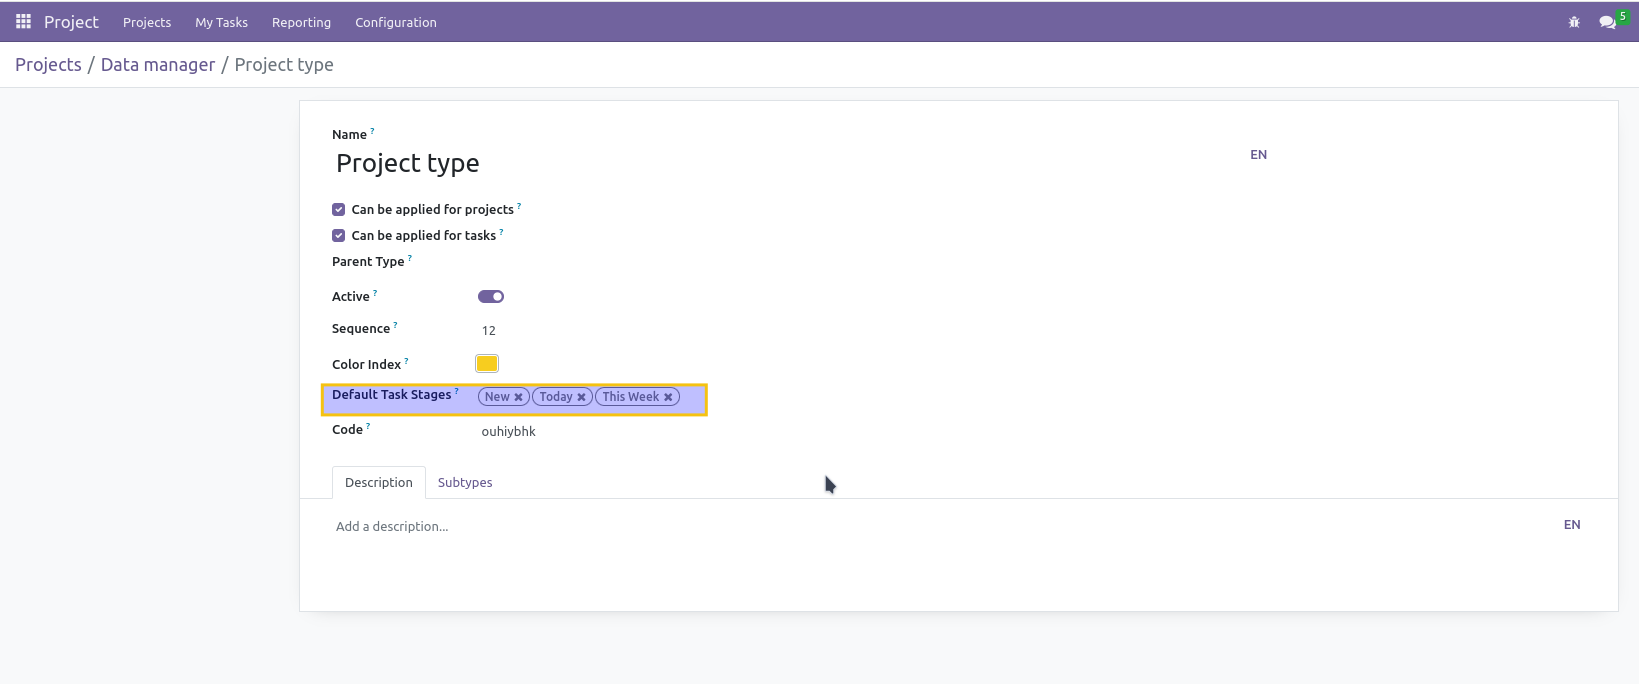 Project Projects My Tasks Reporting Configuration 5
Projects / Data manager / Project type
Name ?
Project type EN
Can be applied for projects ?
Can be applied for tasks ?
Parent Type ?
Active ?
Sequence ? 12
Color Index ?
Default Task Stages ? New Today This Week
Code ? ouhiybhk
Description Subtypes
Add a description... EN